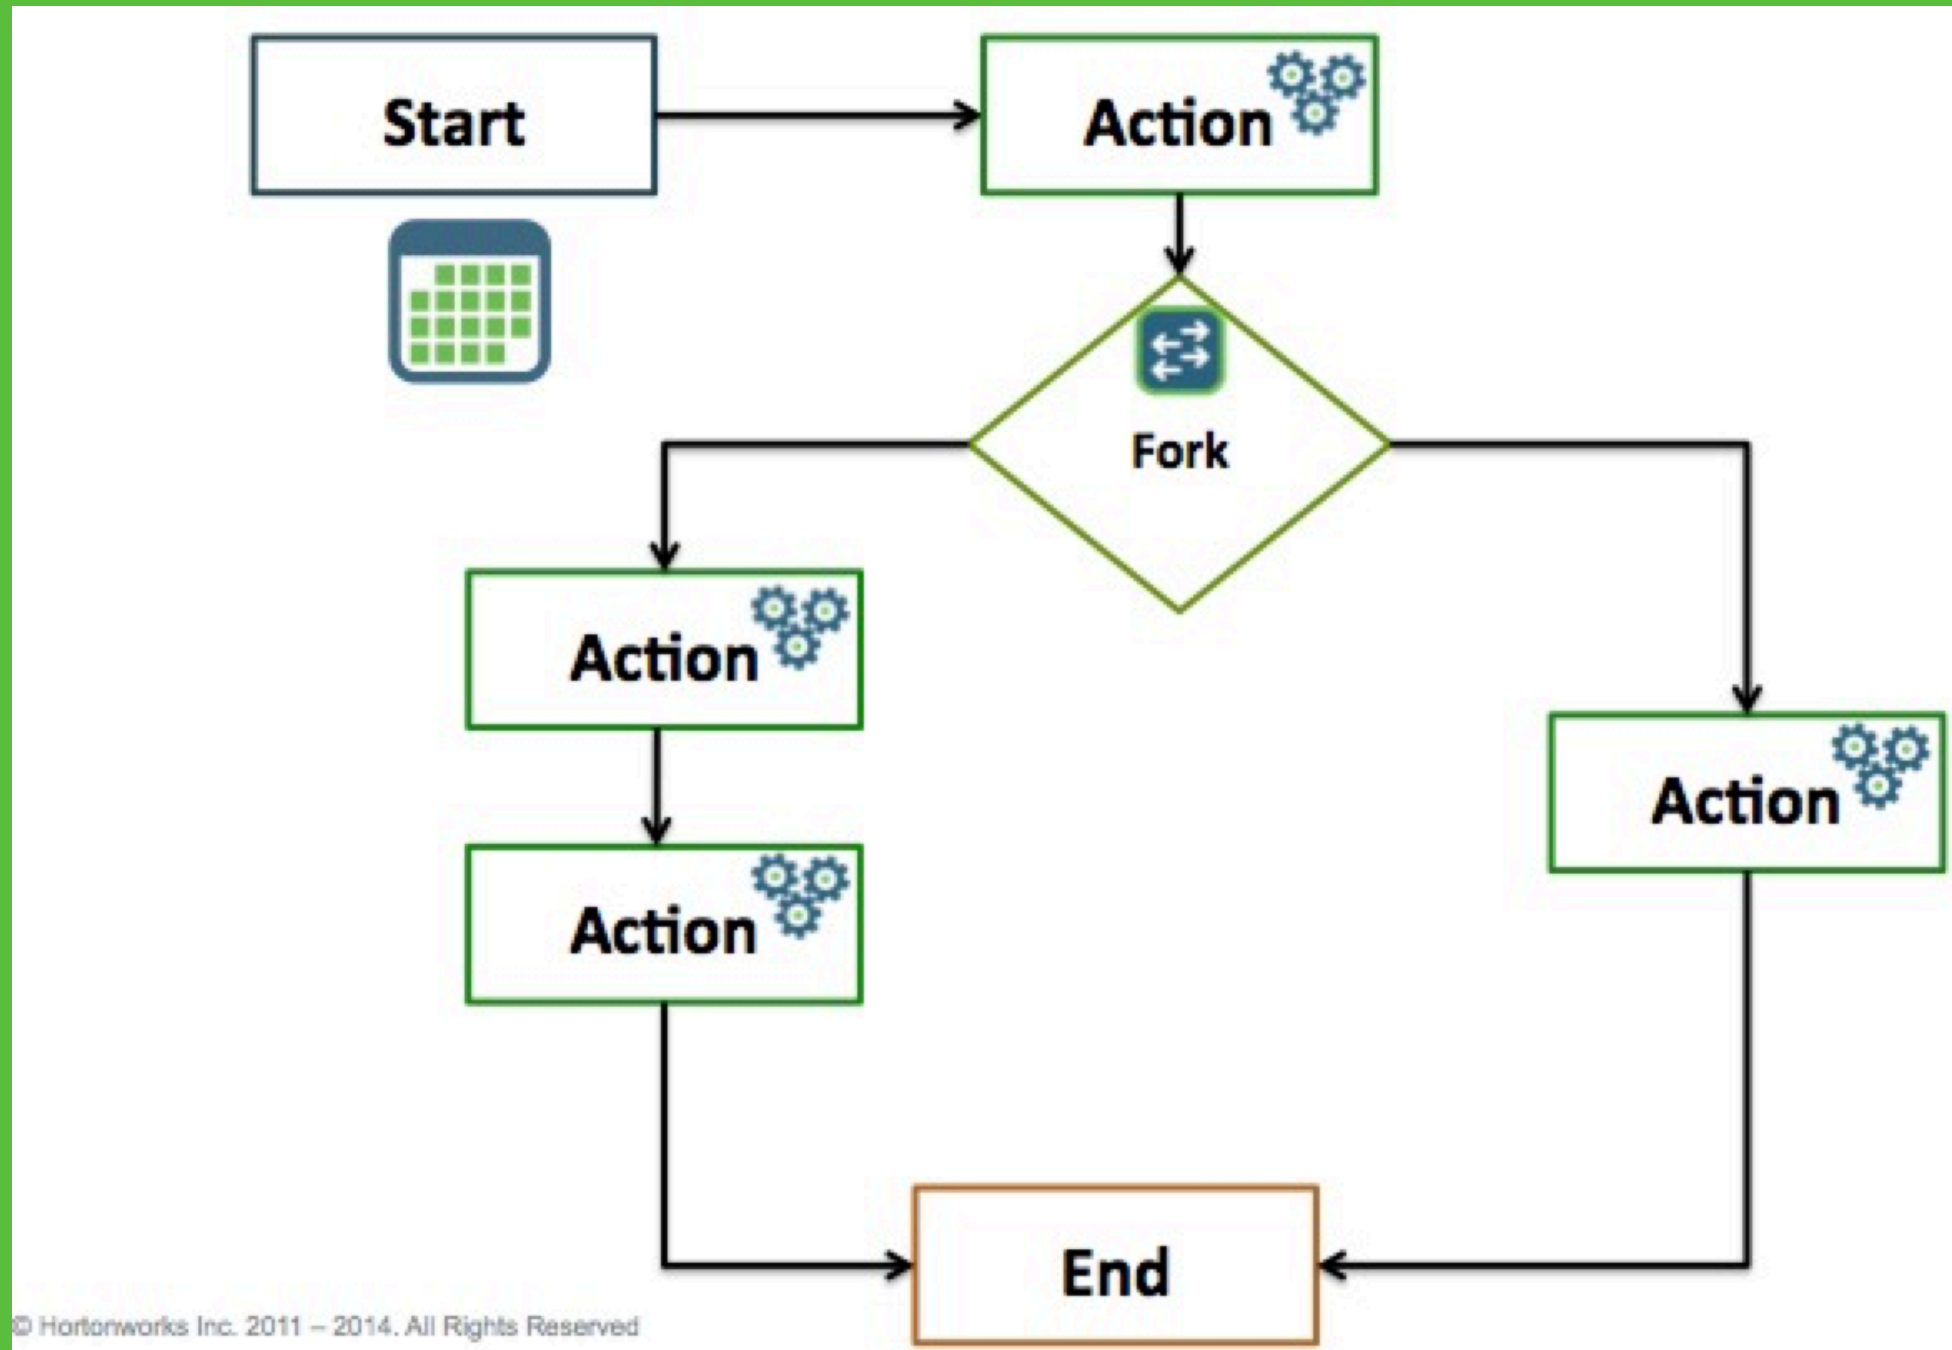 Start
Action
Fork
Action
Action
Action
End
© Hortonworks Inc. 2011 – 2014. All Rights Reserved